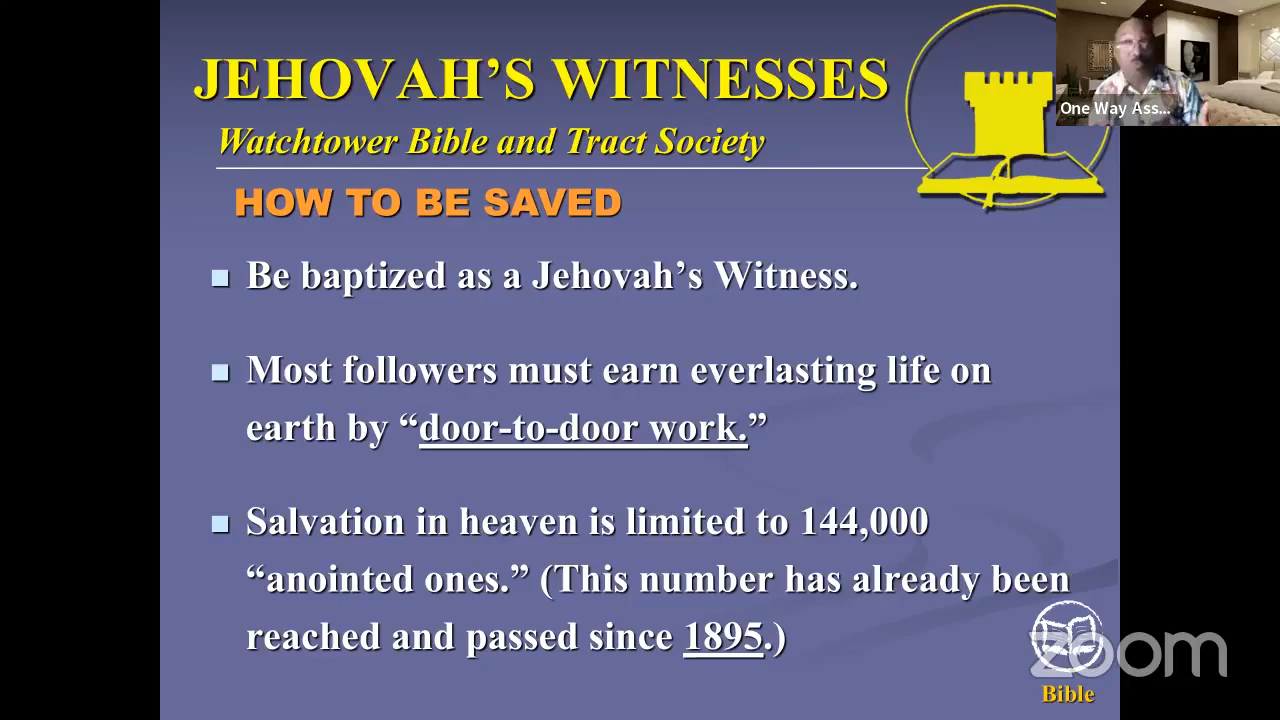 JEHOVAH’S WITNESSES
Watchtower Bible and Tract Society
HOW TO BE SAVED
Be baptized as a Jehovah’s Witness.
Most followers must earn everlasting life on
earth by “door-to-door work.”
Salvation in heaven is limited to 144,000
“anointed ones.” (This number has already been
reached and passed since 1895.)
One Way Ass...
zoom
Bible